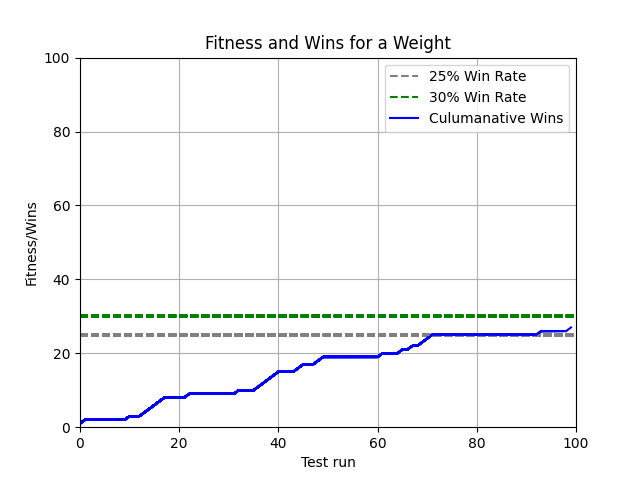 Fitness and Wins for a Weight
100
80
60
40
20
0
Fitness/Wins
25% Win Rate
30% Win Rate
Culumanative Wins
0 20 40 60 80 100
Test run